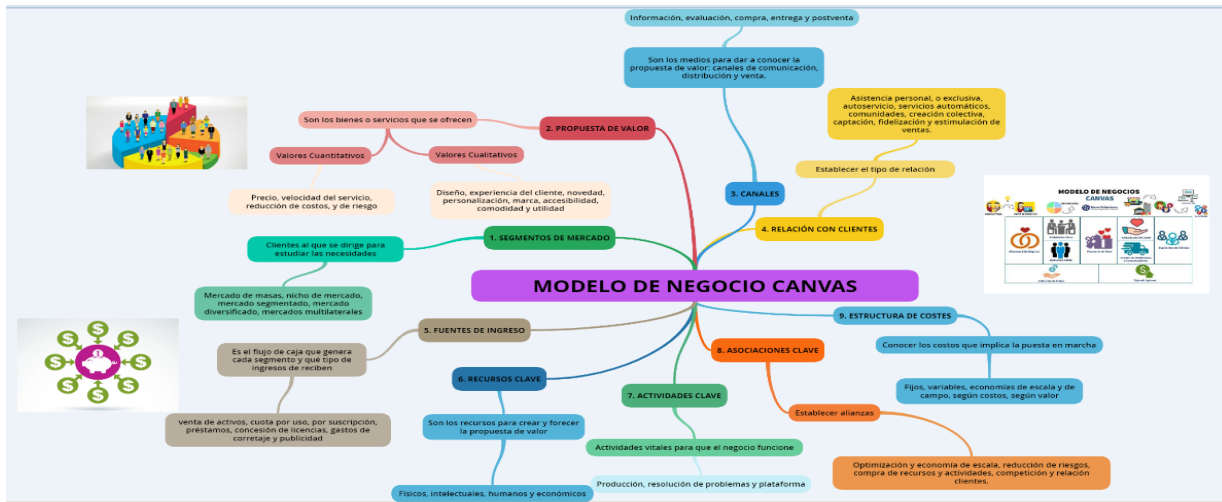 Información, evaluación, compra, entrega y postventa
Son los medios para dar a conocer la
propuesta de valor: canales de comunicación,
distribución y venta.
3. CANALES
Asistencia personal, o exclusiva,
autoservicio, servicios automáticos,
comunidades, creación colectiva,
captación, fidelización y estimulación de
ventas.
Establecer el tipo de relación
4. RELACIÓN CON CLIENTES
Son los bienes o servicios que se ofrecen
2. PROPUESTA DE VALOR
Valores Cuantitativos
Valores Cualitativos
Precio, velocidad del servicio,
reducción de costos, y de riesgo
Diseño, experiencia del cliente, novedad,
personalización, marca, accesibilidad,
comodidad y utilidad
1. SEGMENTOS DE MERCADO
Clientes al que se dirige para
estudiar las necesidades
Mercado de masas, nicho de mercado,
mercado segmentado, mercado
diversificado, mercados multilaterales
MODELO DE NEGOCIO CANVAS
MODELO DE NEGOCIOS
CANVAS
5. FUENTES DE INGRESO
Es el flujo de caja que genera
cada segmento y qué tipo de
ingresos de reciben
venta de activos, cuota por uso, por suscripción,
préstamos, concesión de licencias, gastos de
corretaje y publicidad
6. RECURSOS CLAVE
Son los recursos para crear y forecer
la propuesta de valor
Físicos, intelectuales, humanos y económicos
7. ACTIVIDADES CLAVE
Actividades vitales para que el negocio funcione
Producción, resolución de problemas y plataforma
8. ASOCIACIONES CLAVE
Establecer alianzas
Optimización y economía de escala, reducción de riesgos,
compra de recursos y actividades, competición y relación
clientes.
9. ESTRUCTURA DE COSTES
Conocer los costos que implica la puesta en marcha
Fijos, variables, economías de escala y de
campo, según costos, según valor